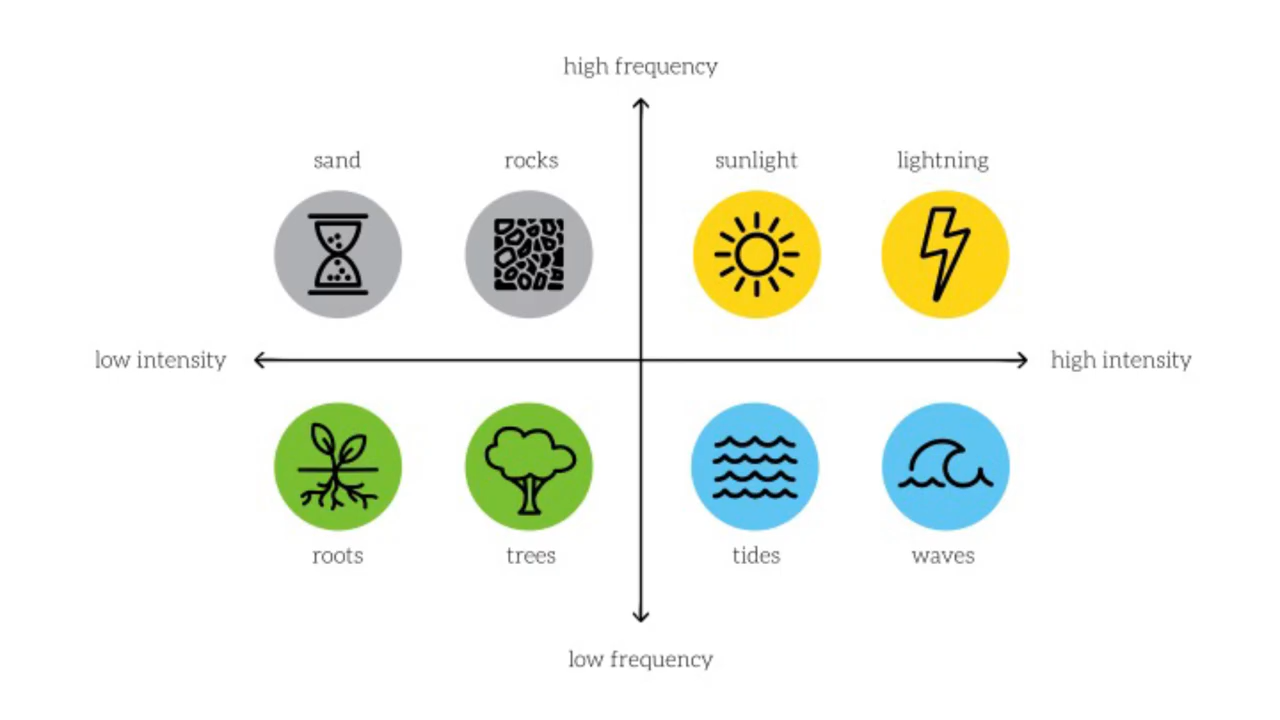 high frequency
sand
rocks
sunlight
lightning
low intensity
high intensity
roots
trees
tides
waves
low frequency